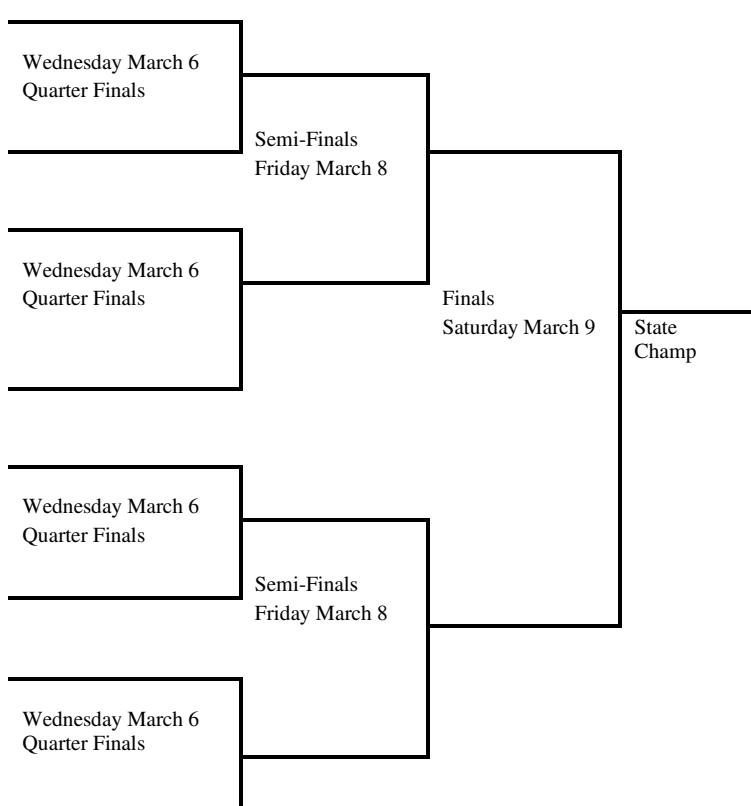 Wednesday March 6
Quarter Finals
Semi-Finals
Friday March 8
Wednesday March 6
Quarter Finals
Finals
Saturday March 9
State
Champ
Wednesday March 6
Quarter Finals
Semi-Finals
Friday March 8
Wednesday March 6
Quarter Finals